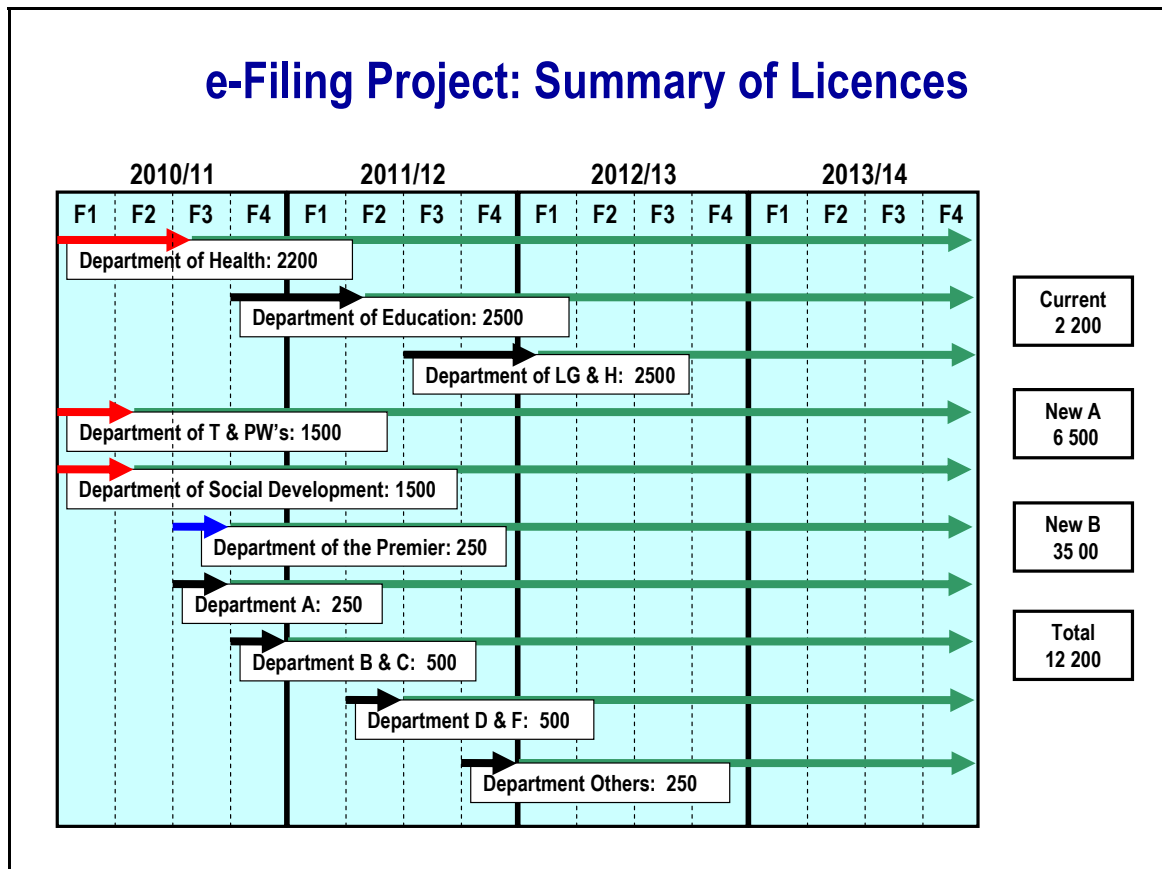 e-Filing Project: Summary of Licences
2010/11 2011/12 2012/13 2013/14
F1 F2 F3 F4 F1 F2 F3 F4 F1 F2 F3 F4 F1 F2 F3 F4
Department of Health: 2200
Department of Education: 2500
Department of LG & H: 2500
Department of T & PW's: 1500
Department of Social Development: 1500
Department of the Premier: 250
Department A: 250
Department B & C: 500
Department D & F: 500
Department Others: 250
Current
2 200
New A
6 500
New B
35 00
Total
12 200